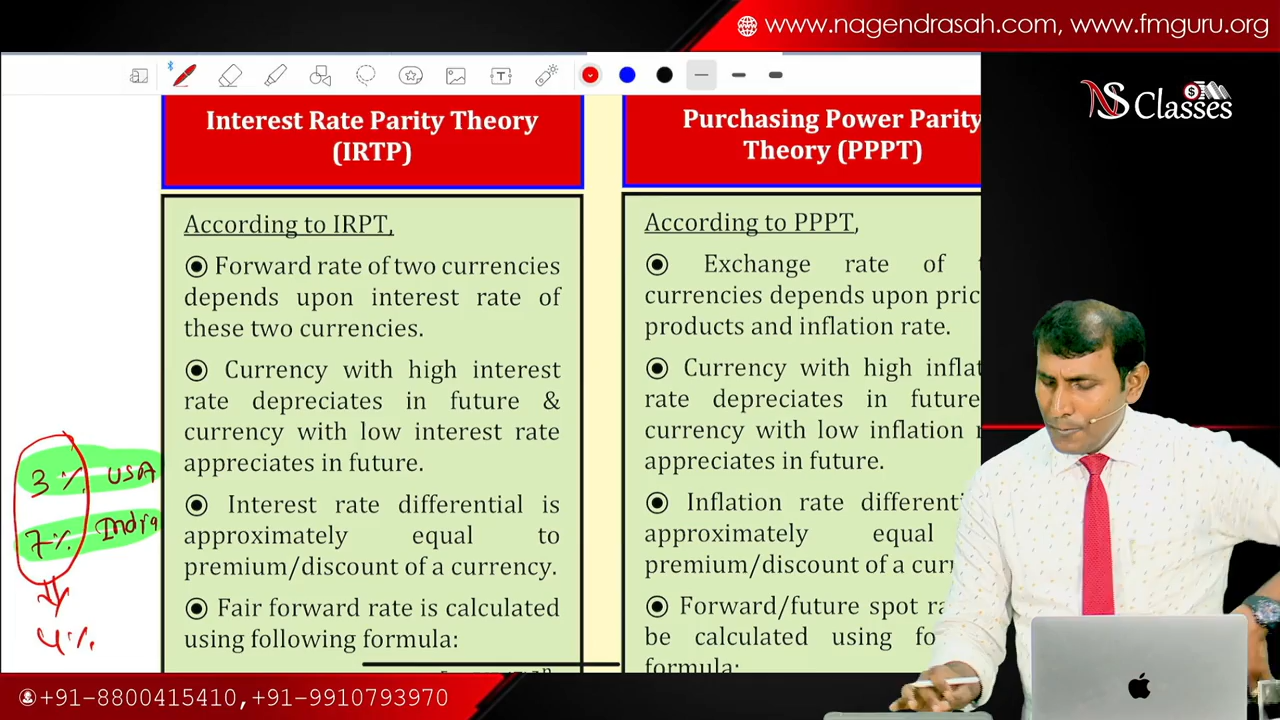 www.nagendrasah.com, www.fmguru.org
NS Classes
Interest Rate Parity Theory
(IRTP)
According to IRPT,
Forward rate of two currencies
depends upon interest rate of
these two currencies.
Currency with high interest
rate depreciates in future &
currency with low interest rate
appreciates in future.
Interest rate differential is
approximately equal to
premium/discount of a currency.
Fair forward rate is calculated
using following formula:
Purchasing Power Parity
Theory (PPPT)
According to PPPT,
Exchange rate of
currencies depends upon
products and inflation rate.
Currency with high
rate depreciates in future
currency with low inflation
appreciates in future.
Inflation rate
approximately equal
premium/discount of a
Forward/future spot
be calculated using
formula:
3% USA
7% India
4%
+91-8800415410,+91-9910793970